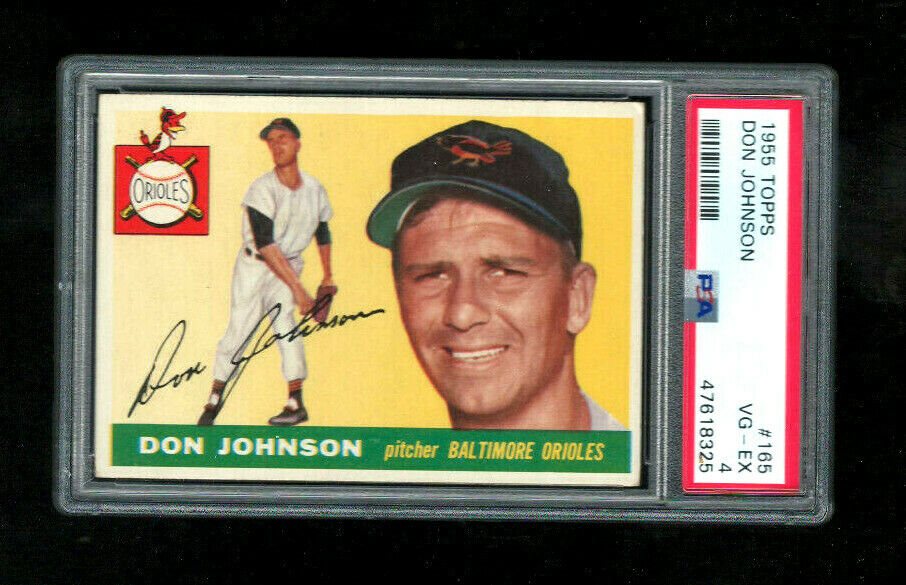 ORIOLES
Don Johnson
DON JOHNSON pitcher BALTIMORE ORIOLES
1955 TOPPS #165
DON JOHNSON VG-EX
4
PSA 47618325